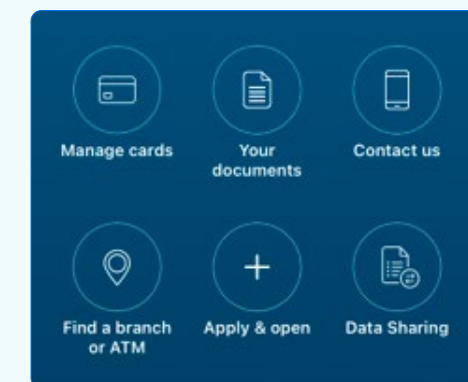 Manage cards
Your
documents
Contact us
Find a branch
or ATM
Apply & open
Data Sharing